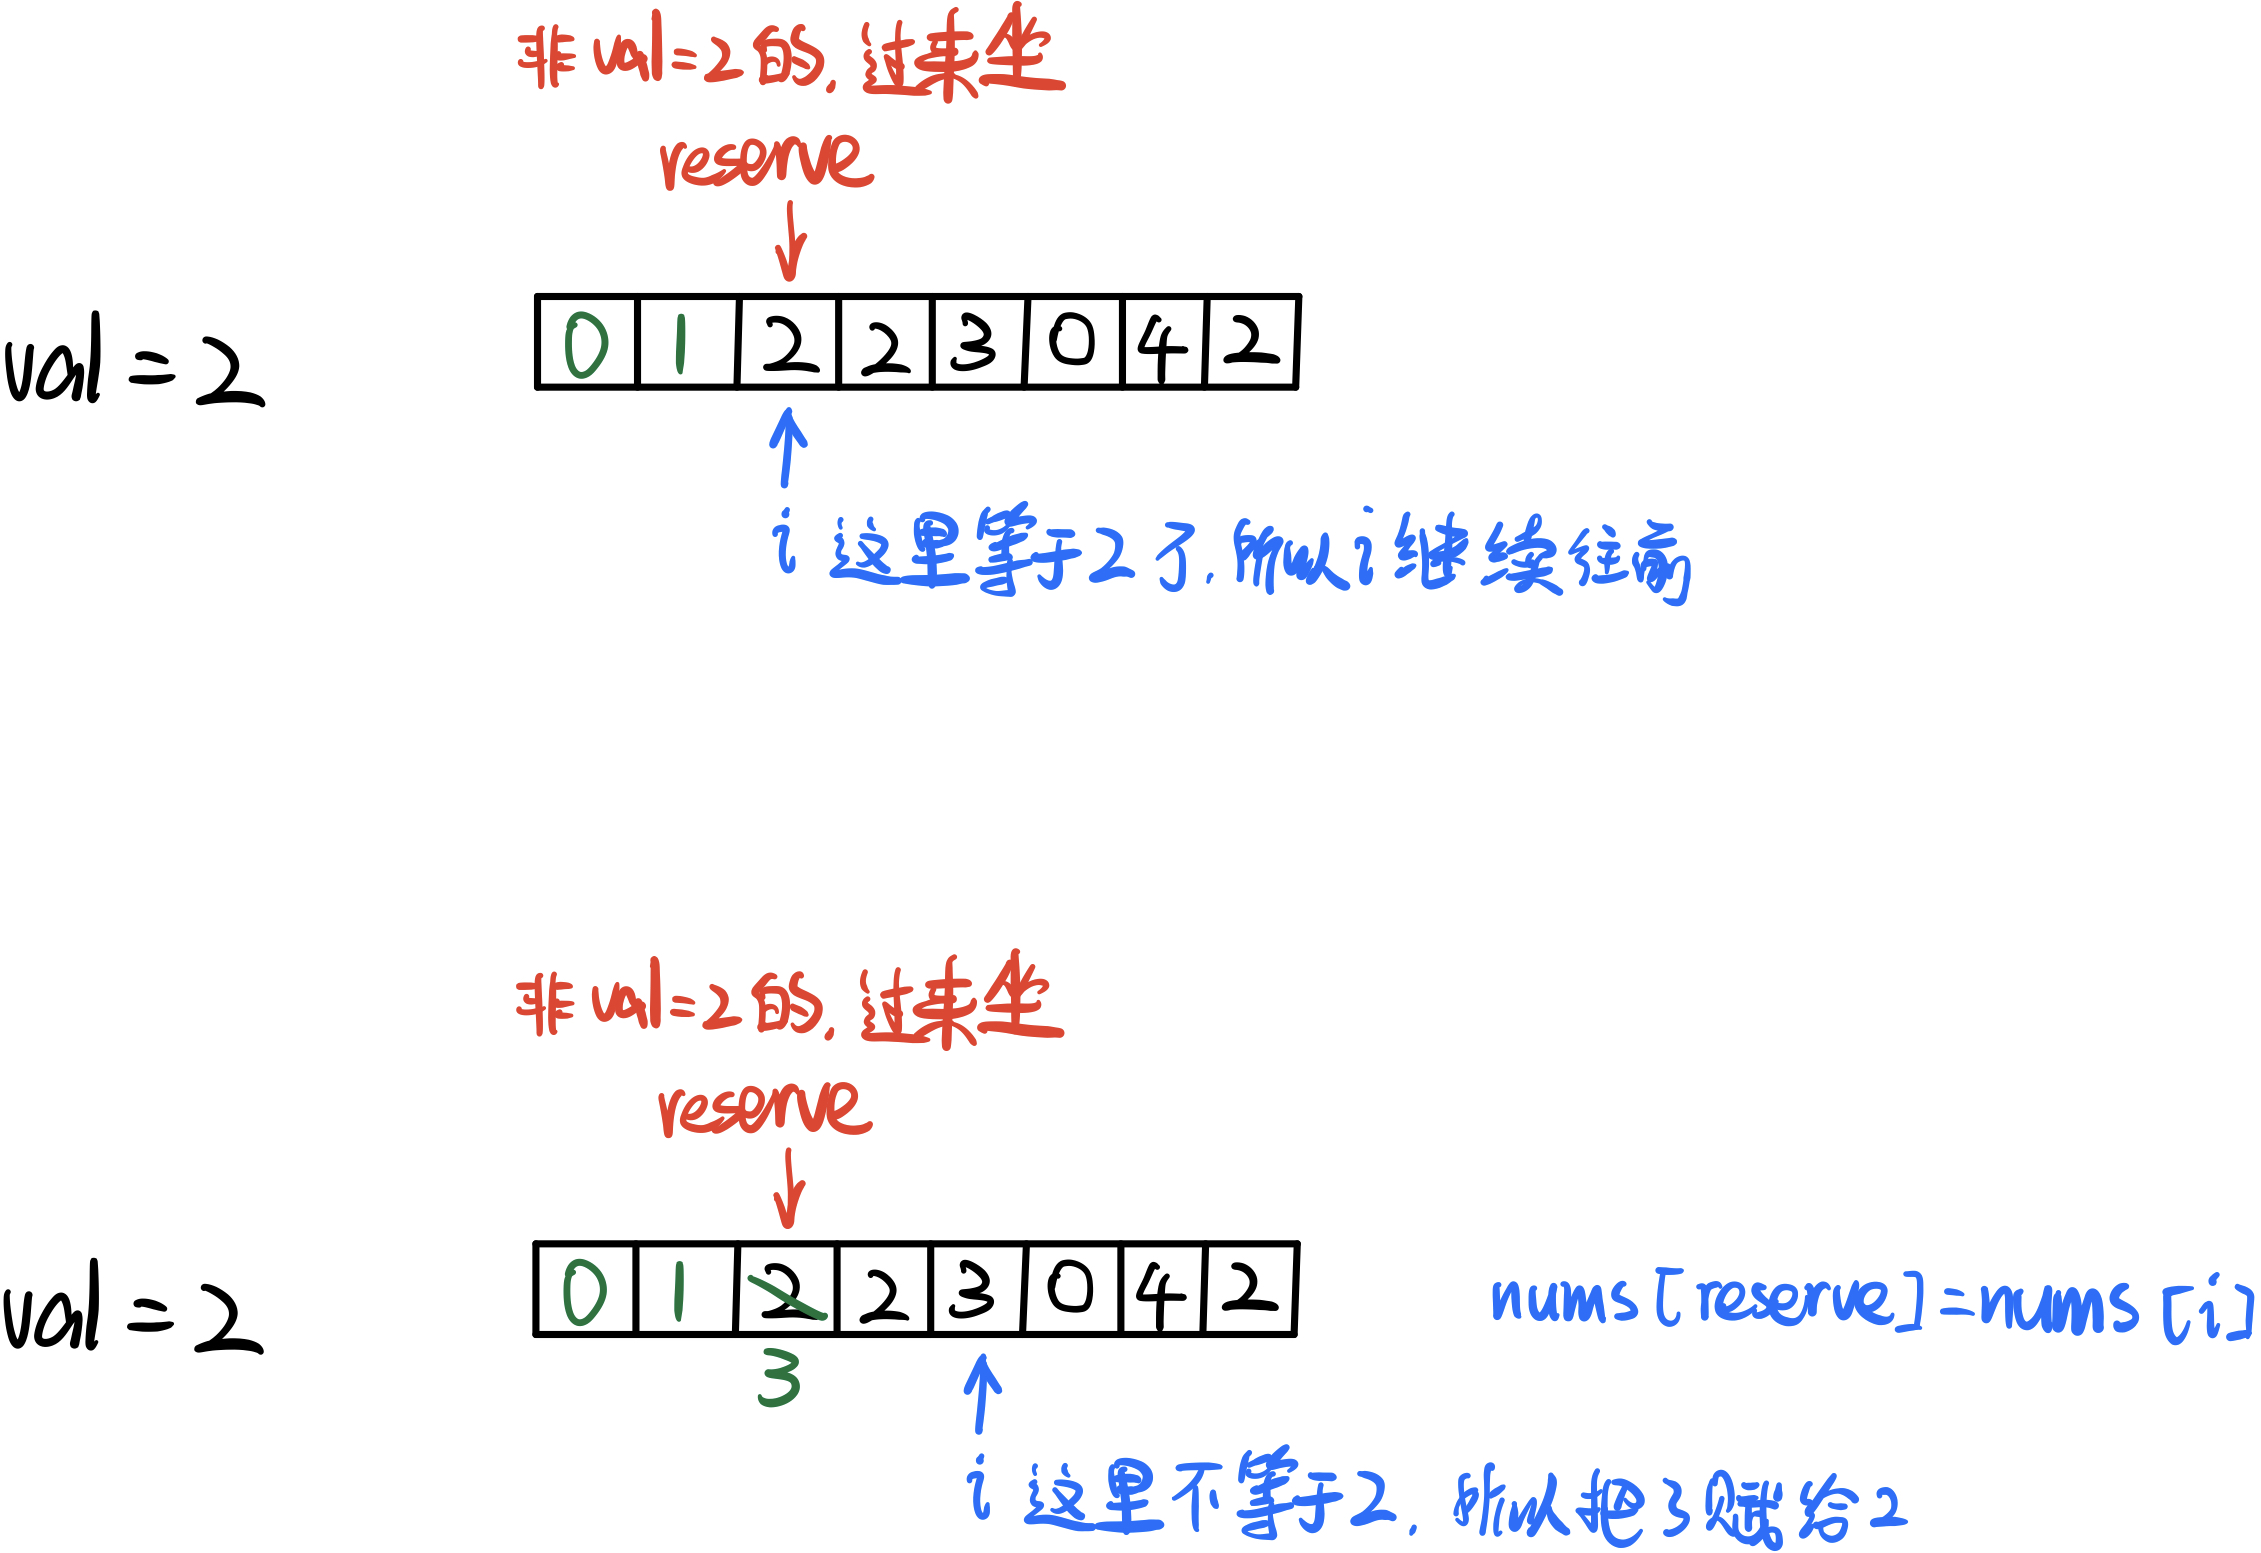 非 val=2 的, 过来坐
reserve
val=2
0 1 2 2 3 0 4 2
i 这里等于2了, 所以 i 继续往前
非 val=2 的, 过来坐
reserve
val=2
0 1 2 2 3 0 4 2
nums[reserve]=nums[i]
3
i 这里不等于2, 所以把3赋给2